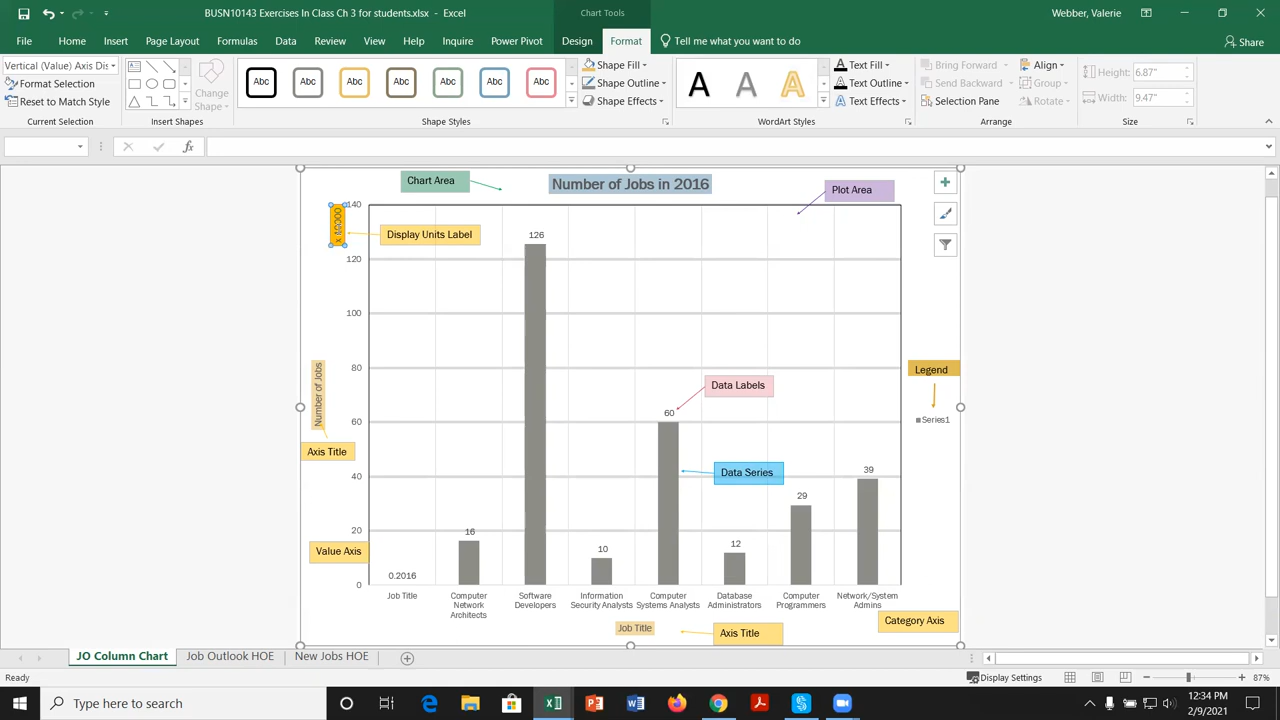 BUSN10143 Exercises In Class Ch 3 for students.xlsx - Excel
Chart Tools
Webber, Valerie
File Home Insert Page Layout Formulas Data Review View Help Inquire Power Pivot Design Format Tell me what you want to do Share
Vertical (Value) Axis Dis
Format Selection
Reset to Match Style
Current Selection
Change
Shape
Insert Shapes
Abc Abc Abc Abc Abc Abc Abc
Shape Fill
Shape Outline
Shape Effects
Shape Styles
A A A
WordArt Styles
Text Fill
Text Outline
Text Effects
Bring Forward
Send Backward
Selection Pane
Align
Group
Rotate
Arrange
Height: 6.87"
Width: 9.47"
Size
fx
Chart Area
Number of Jobs in 2016
Plot Area
x 10000
Display Units Label
140
120
100
80
60
40
20
0
126
Data Labels
60
Legend
Series1
Number of Jobs
Axis Title
Data Series
39
29
16
10
12
0.2016
Value Axis
Job Title
Computer
Network
Architects
Software
Developers
Information
Security Analysts
Computer
Systems Analysts
Database
Administrators
Computer
Programmers
Network/System
Admins
Category Axis
Job Title
Axis Title
JO Column Chart Job Outlook HOE New Jobs HOE
Ready
Display Settings
87%
Type here to search
12:34 PM
2/9/2021